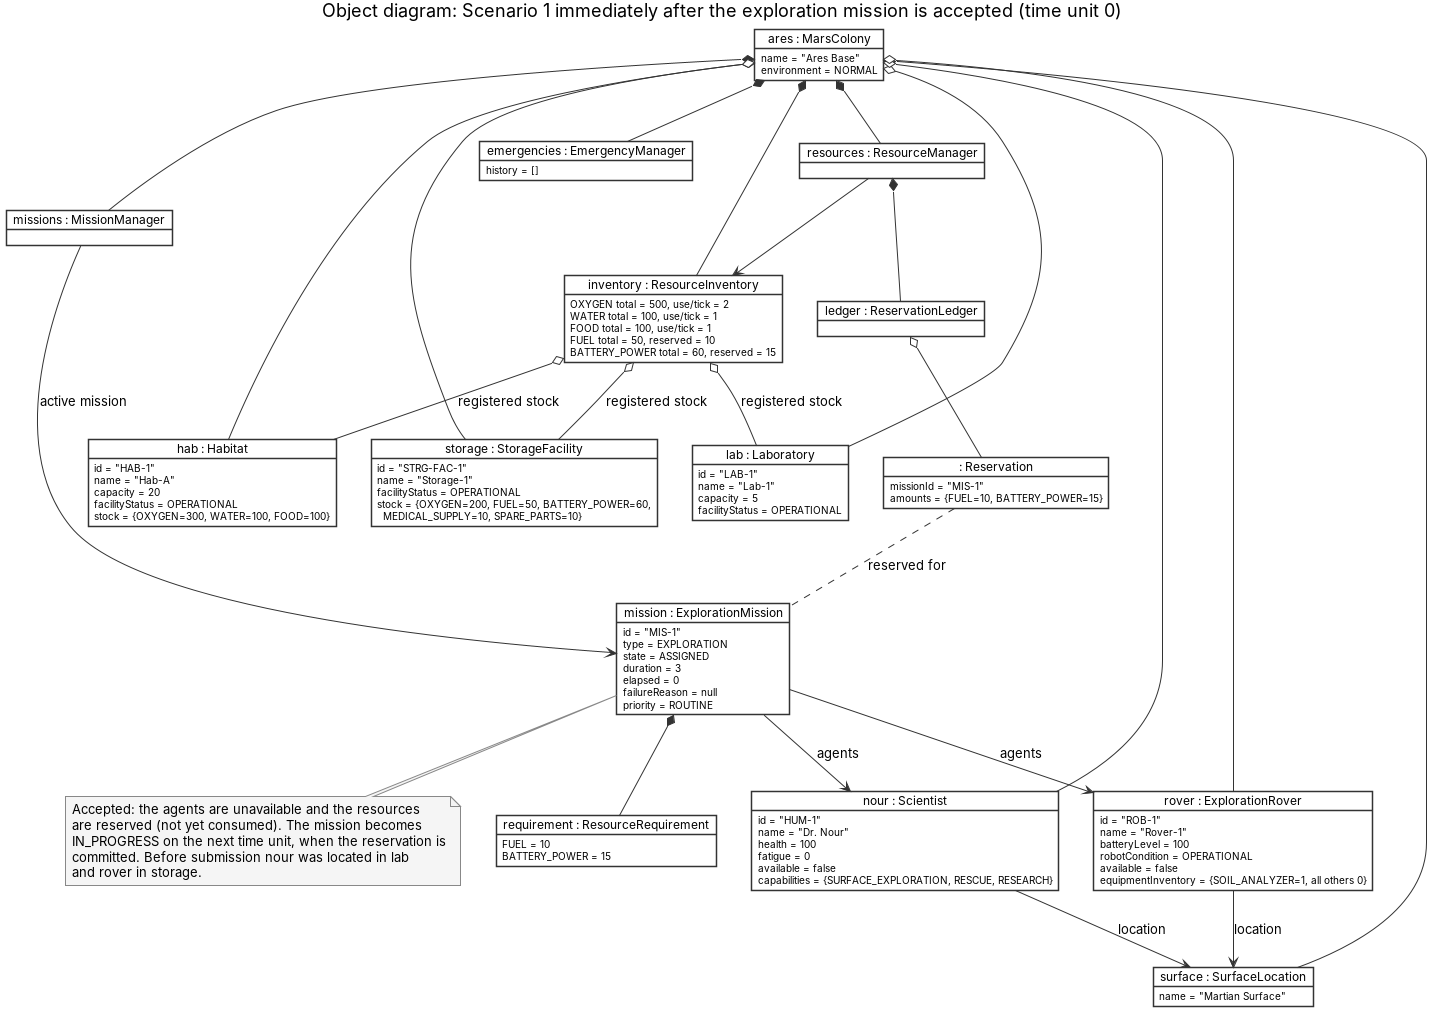 Object diagram: Scenario 1 immediately after the exploration mission is accepted (time unit 0)
ares : MarsColony
name = "Ares Base"
environment = NORMAL
emergencies : EmergencyManager
history = []
resources : ResourceManager
missions : MissionManager
inventory : ResourceInventory
OXYGEN total = 500, use/tick = 2
WATER total = 100, use/tick = 1
FOOD total = 100, use/tick = 1
FUEL total = 50, reserved = 10
BATTERY_POWER total = 60, reserved = 15
ledger : ReservationLedger
active mission
registered stock
registered stock
registered stock
hab : Habitat
id = "HAB-1"
name = "Hab-A"
capacity = 20
facilityStatus = OPERATIONAL
stock = {OXYGEN=300, WATER=100, FOOD=100}
storage : StorageFacility
id = "STRG-FAC-1"
name = "Storage-1"
facilityStatus = OPERATIONAL
stock = {OXYGEN=200, FUEL=50, BATTERY_POWER=60,
MEDICAL_SUPPLY=10, SPARE_PARTS=10}
lab : Laboratory
id = "LAB-1"
name = "Lab-1"
capacity = 5
facilityStatus = OPERATIONAL
: Reservation
missionId = "MIS-1"
amounts = {FUEL=10, BATTERY_POWER=15}
reserved for
mission : ExplorationMission
id = "MIS-1"
type = EXPLORATION
state = ASSIGNED
duration = 3
elapsed = 0
failureReason = null
priority = ROUTINE
agents
agents
Accepted: the agents are unavailable and the resources
are reserved (not yet consumed). The mission becomes
IN_PROGRESS on the next time unit, when the reservation is
committed. Before submission nour was located in lab
and rover in storage.
requirement : ResourceRequirement
FUEL = 10
BATTERY_POWER = 15
nour : Scientist
id = "HUM-1"
name = "Dr. Nour"
health = 100
fatigue = 0
available = false
capabilities = {SURFACE_EXPLORATION, RESCUE, RESEARCH}
rover : ExplorationRover
id = "ROB-1"
name = "Rover-1"
batteryLevel = 100
robotCondition = OPERATIONAL
available = false
equipmentInventory = {SOIL_ANALYZER=1, all others 0}
location
location
surface : SurfaceLocation
name = "Martian Surface"